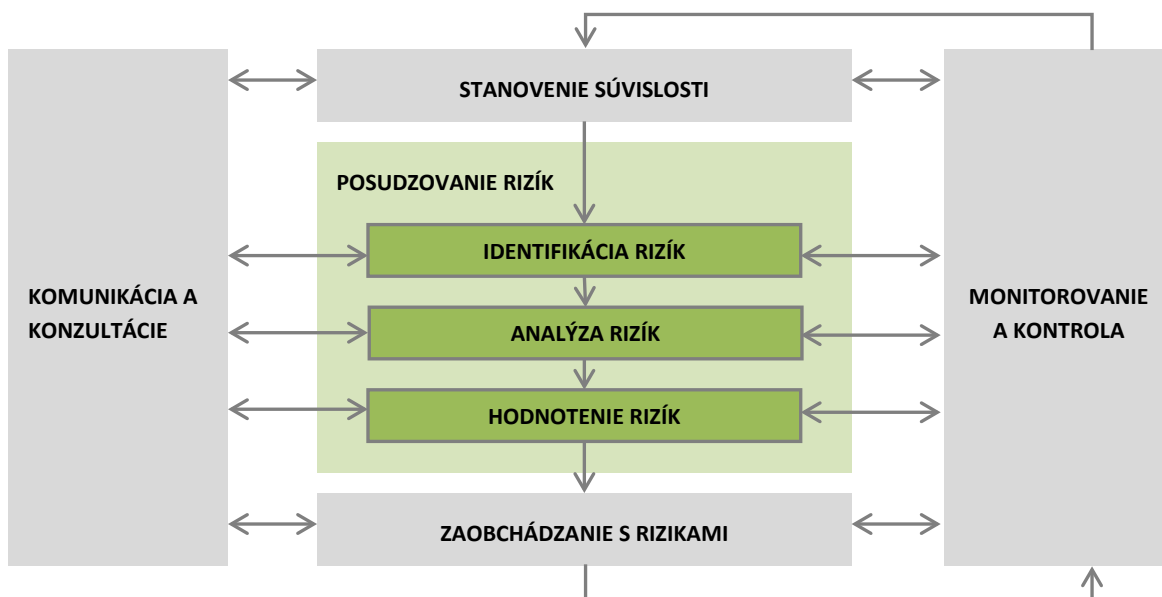 STANOVENIE SÚVISLOSTI
POSUDZOVANIE RIZÍK
IDENTIFIKÁCIA RIZÍK
KOMUNIKÁCIA A
KONZULTÁCIE
ANALÝZA RIZÍK
MONITOROVANIE
A KONTROLA
HODNOTENIE RIZÍK
ZAOBCHÁDZANIE S RIZIKAMI